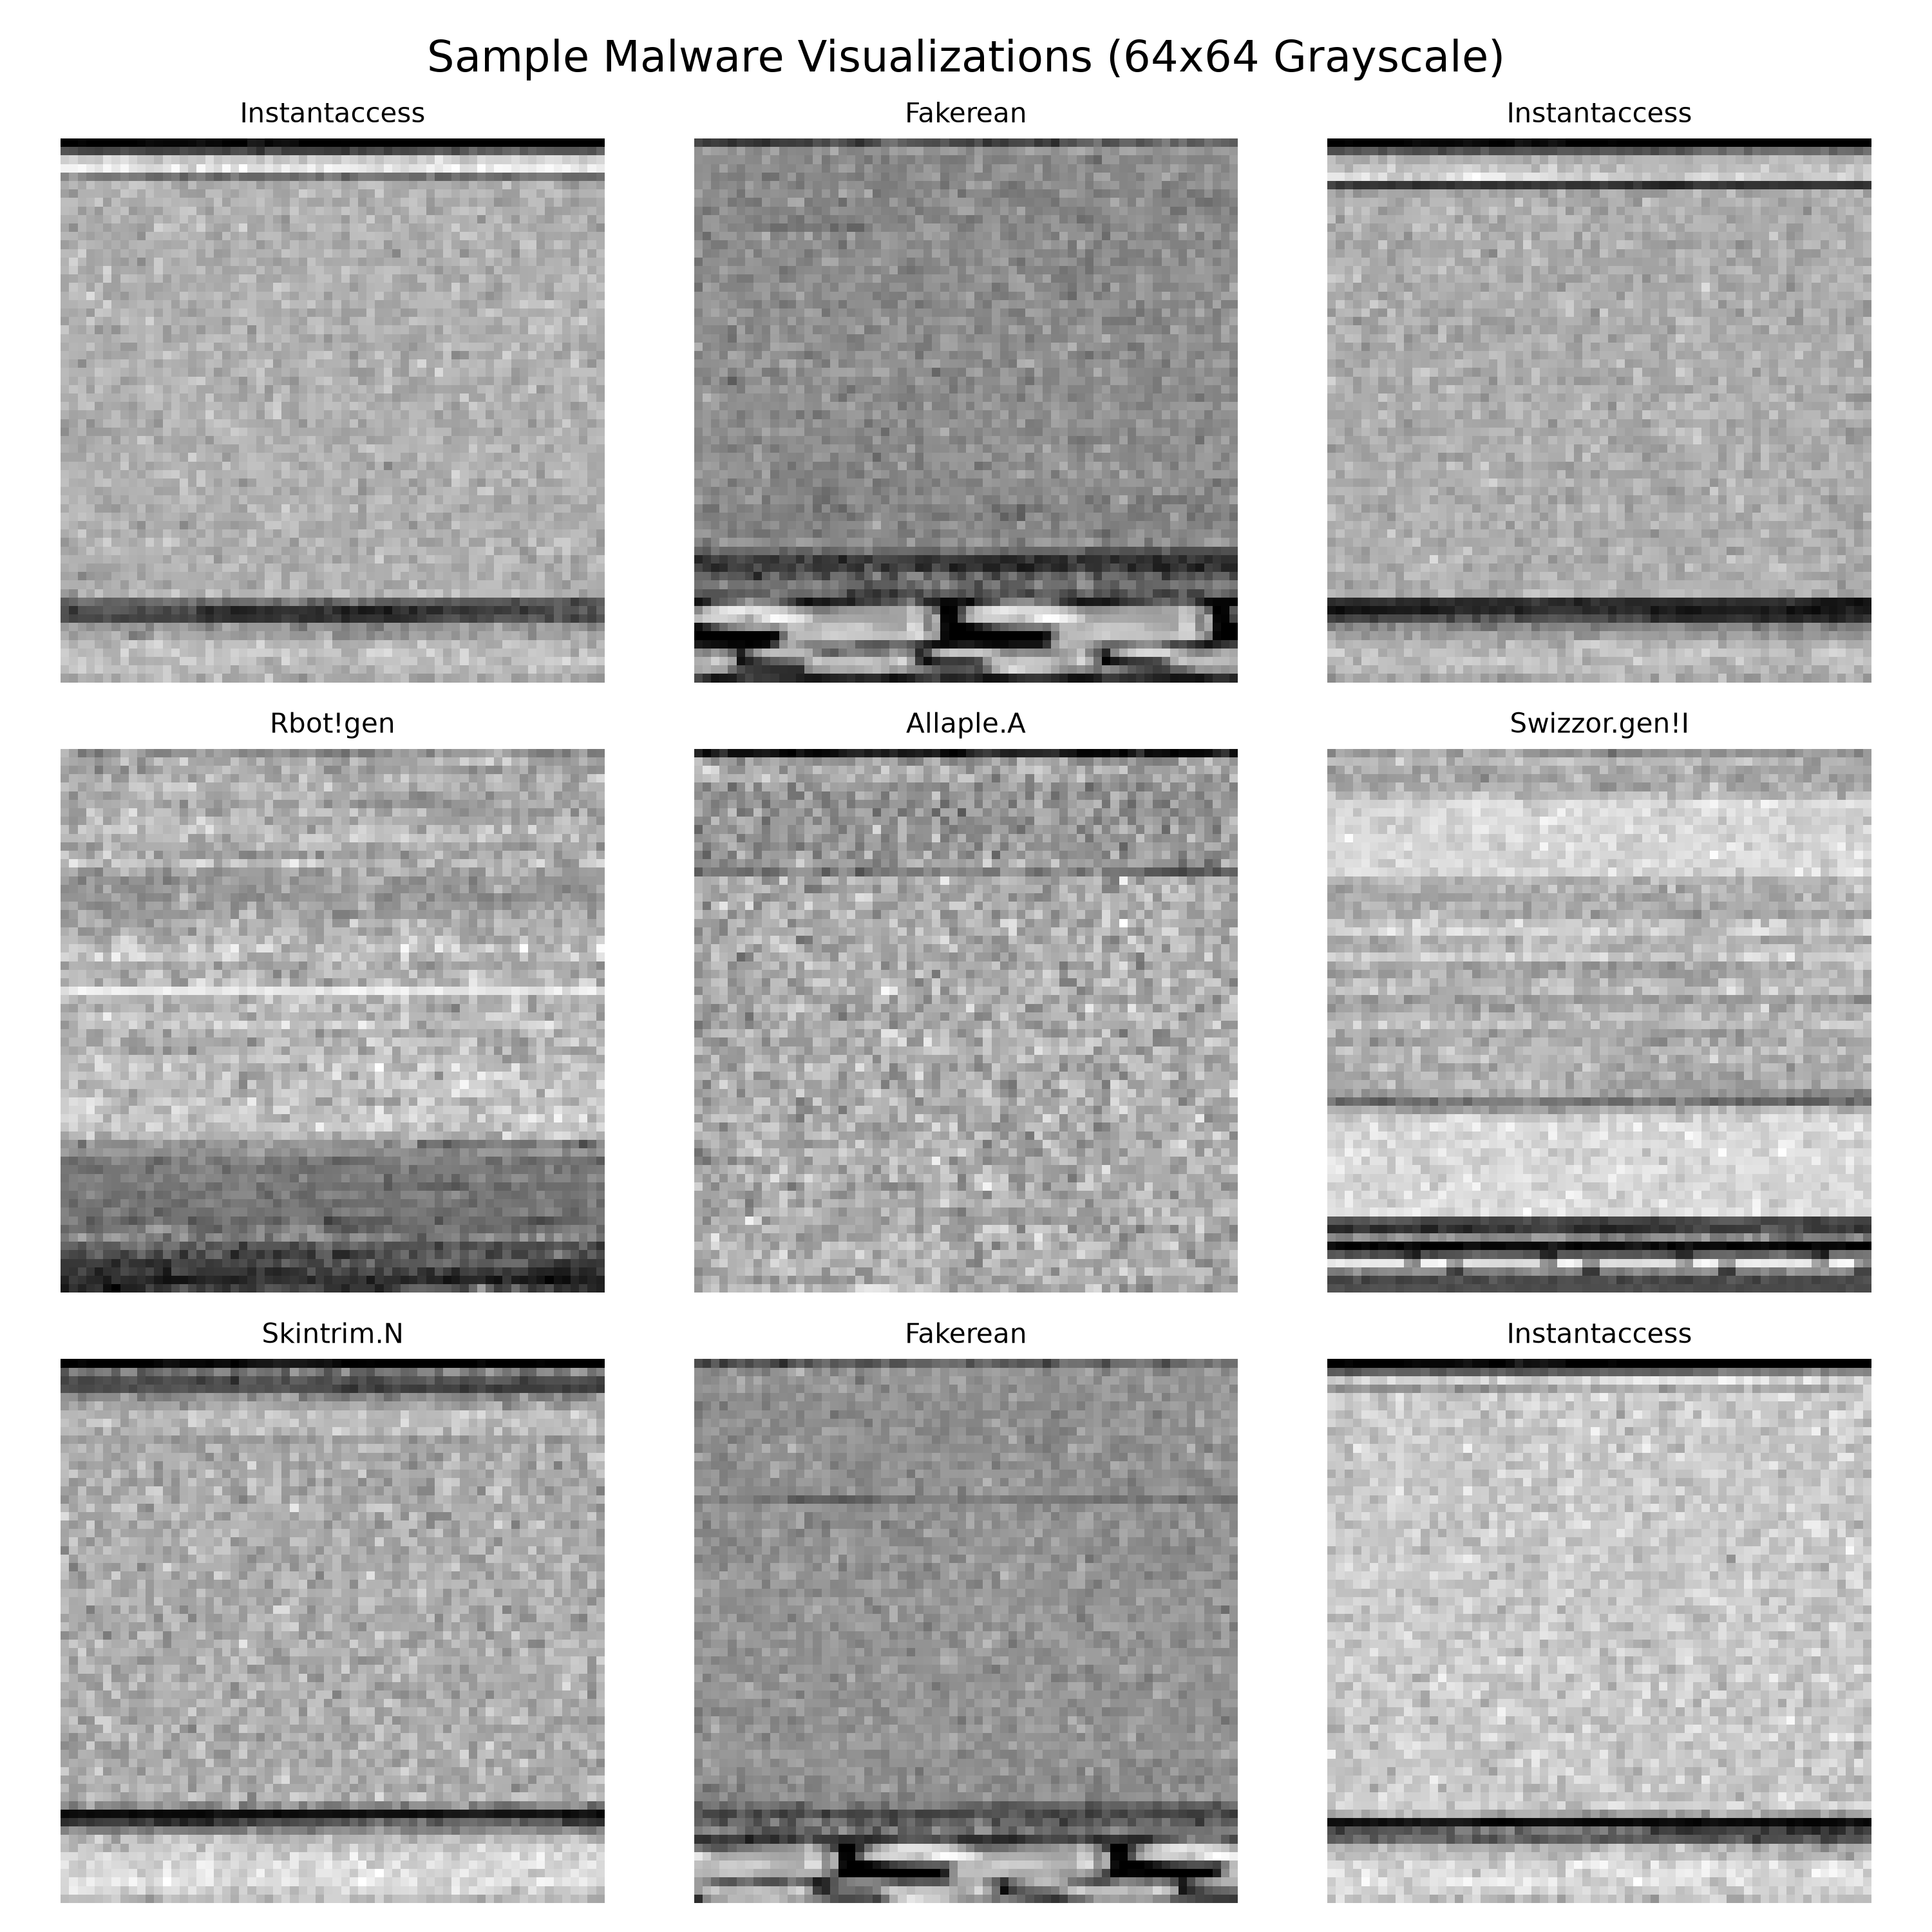 Sample Malware Visualizations (64x64 Grayscale)
Instantaccess
Fakerean
Instantaccess
Rbot!gen
Allaple.A
Swizzor.gen!I
Skintrim.N
Fakerean
Instantaccess